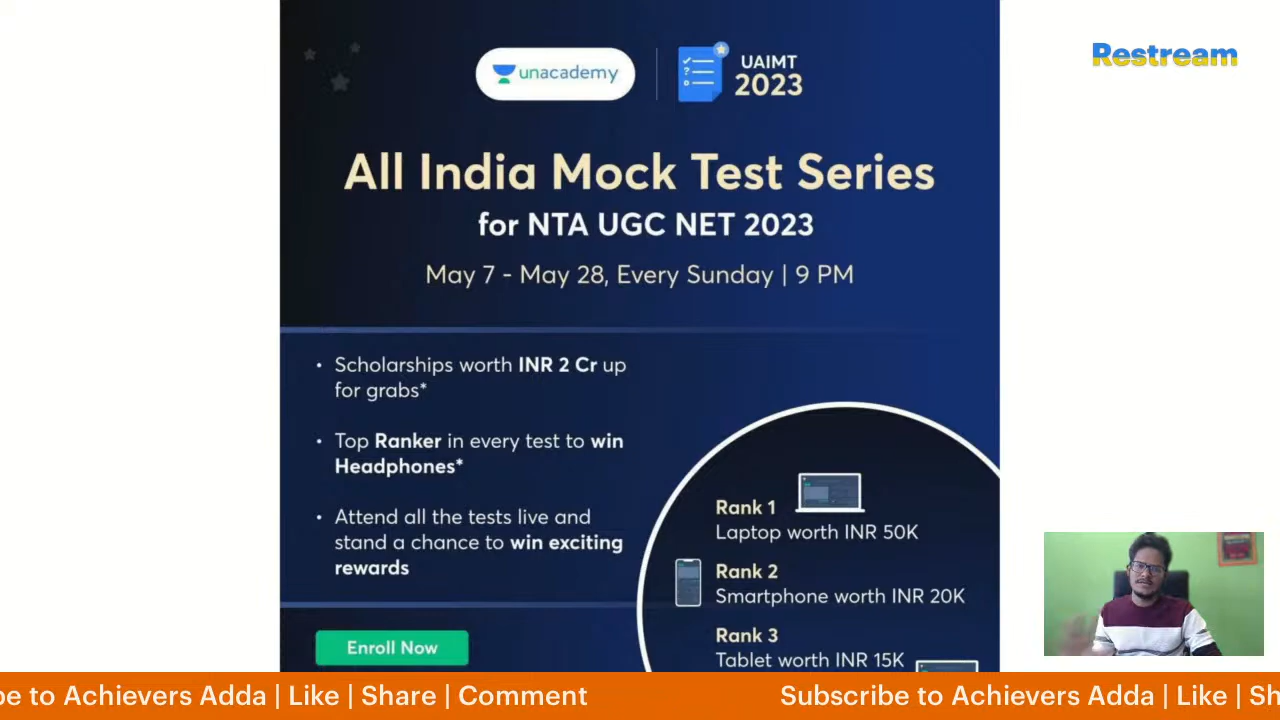 Restream
unacademy
UAIMT
2023
All India Mock Test Series
for NTA UGC NET 2023
May 7 - May 28, Every Sunday | 9 PM
• Scholarships worth INR 2 Cr up
for grabs*
• Top Ranker in every test to win
Headphones*
• Attend all the tests live and
stand a chance to win exciting
rewards
Enroll Now
Rank 1
Laptop worth INR 50K
Rank 2
Smartphone worth INR 20K
Rank 3
Tablet worth INR 15K
be to Achievers Adda | Like | Share | Comment
Subscribe to Achievers Adda | Like | Sh